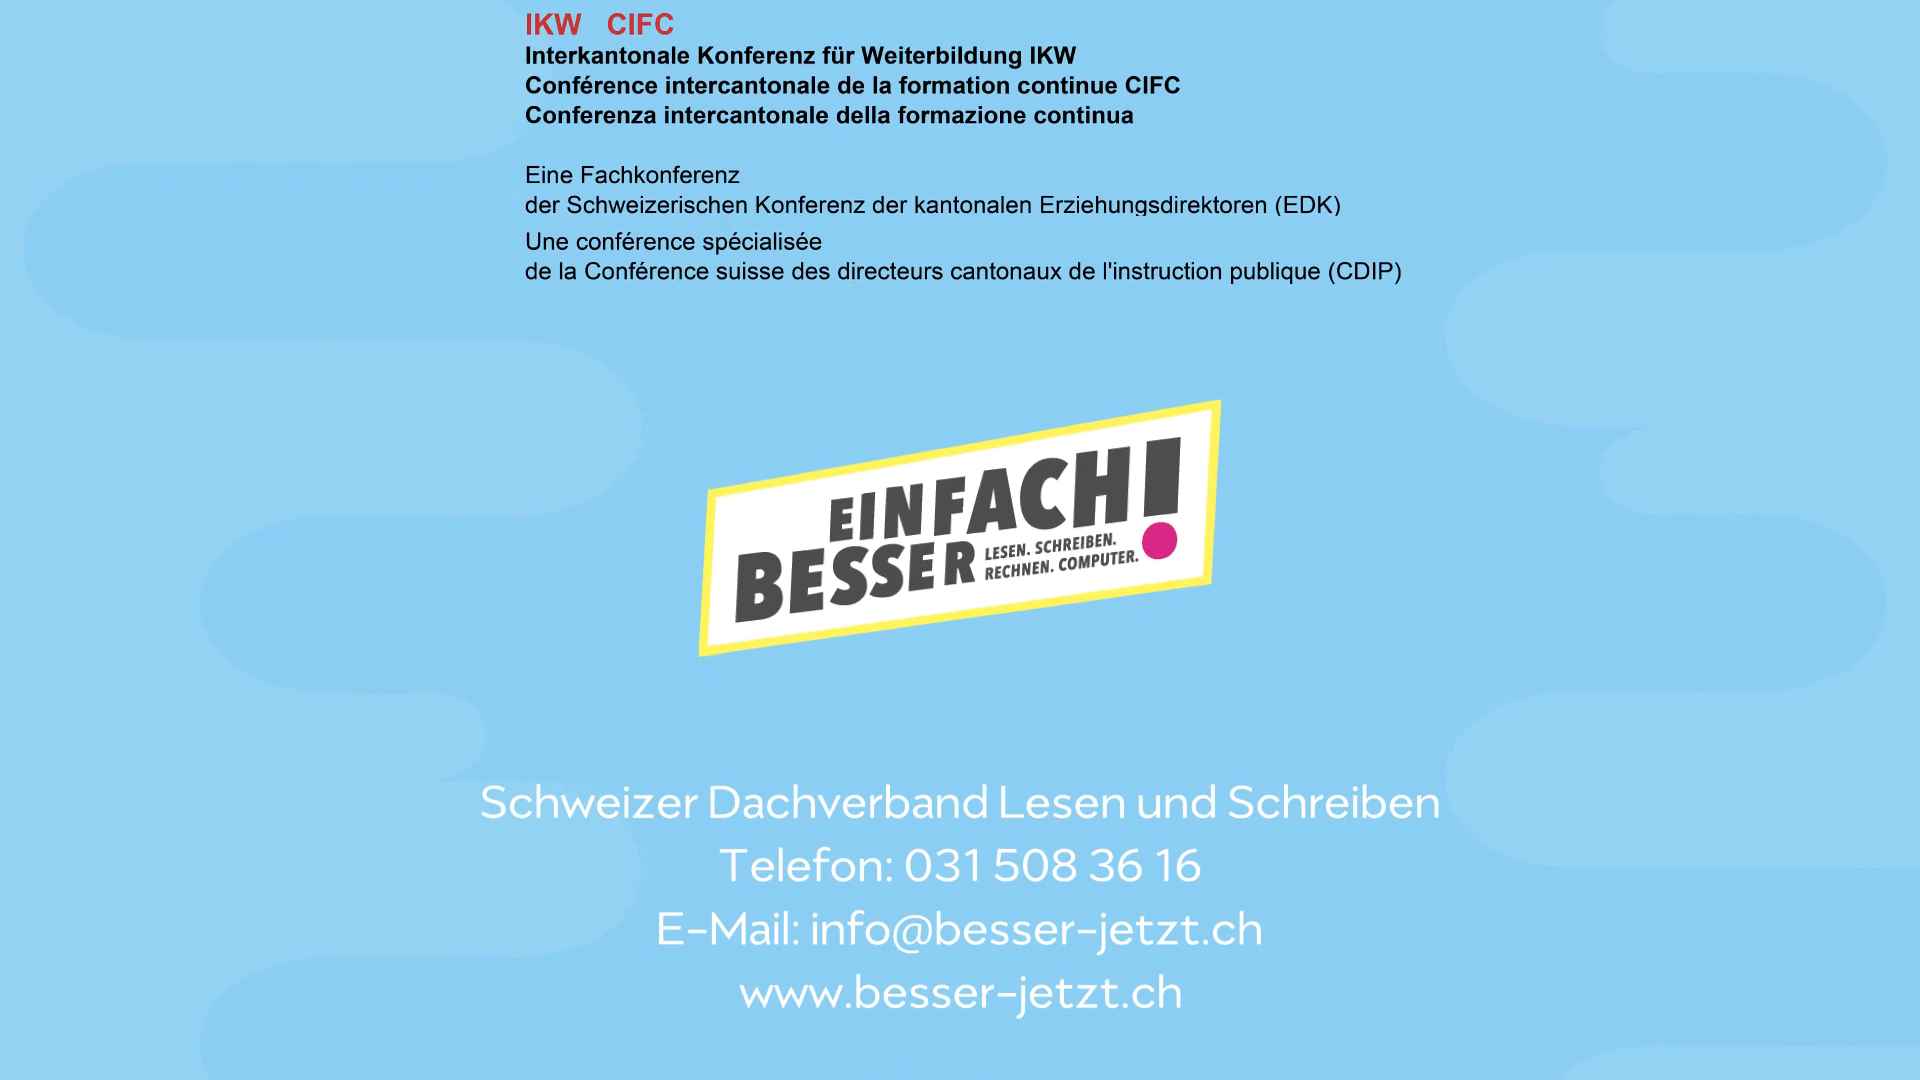 IKW CIFC
Interkantonale Konferenz für Weiterbildung IKW
Conférence intercantonale de la formation continue CIFC
Conferenza intercantonale della formazione continua
Eine Fachkonferenz
der Schweizerischen Konferenz der kantonalen Erziehungsdirektoren (EDK)
Une conférence spécialisée
de la Conférence suisse des directeurs cantonaux de l'instruction publique (CDIP)
EINFACH
BESSER!
LESEN. SCHREIBEN.
RECHNEN. COMPUTER.
Schweizer Dachverband Lesen und Schreiben
Telefon: 031 508 36 16
E-Mail: info@besser-jetzt.ch
www.besser-jetzt.ch